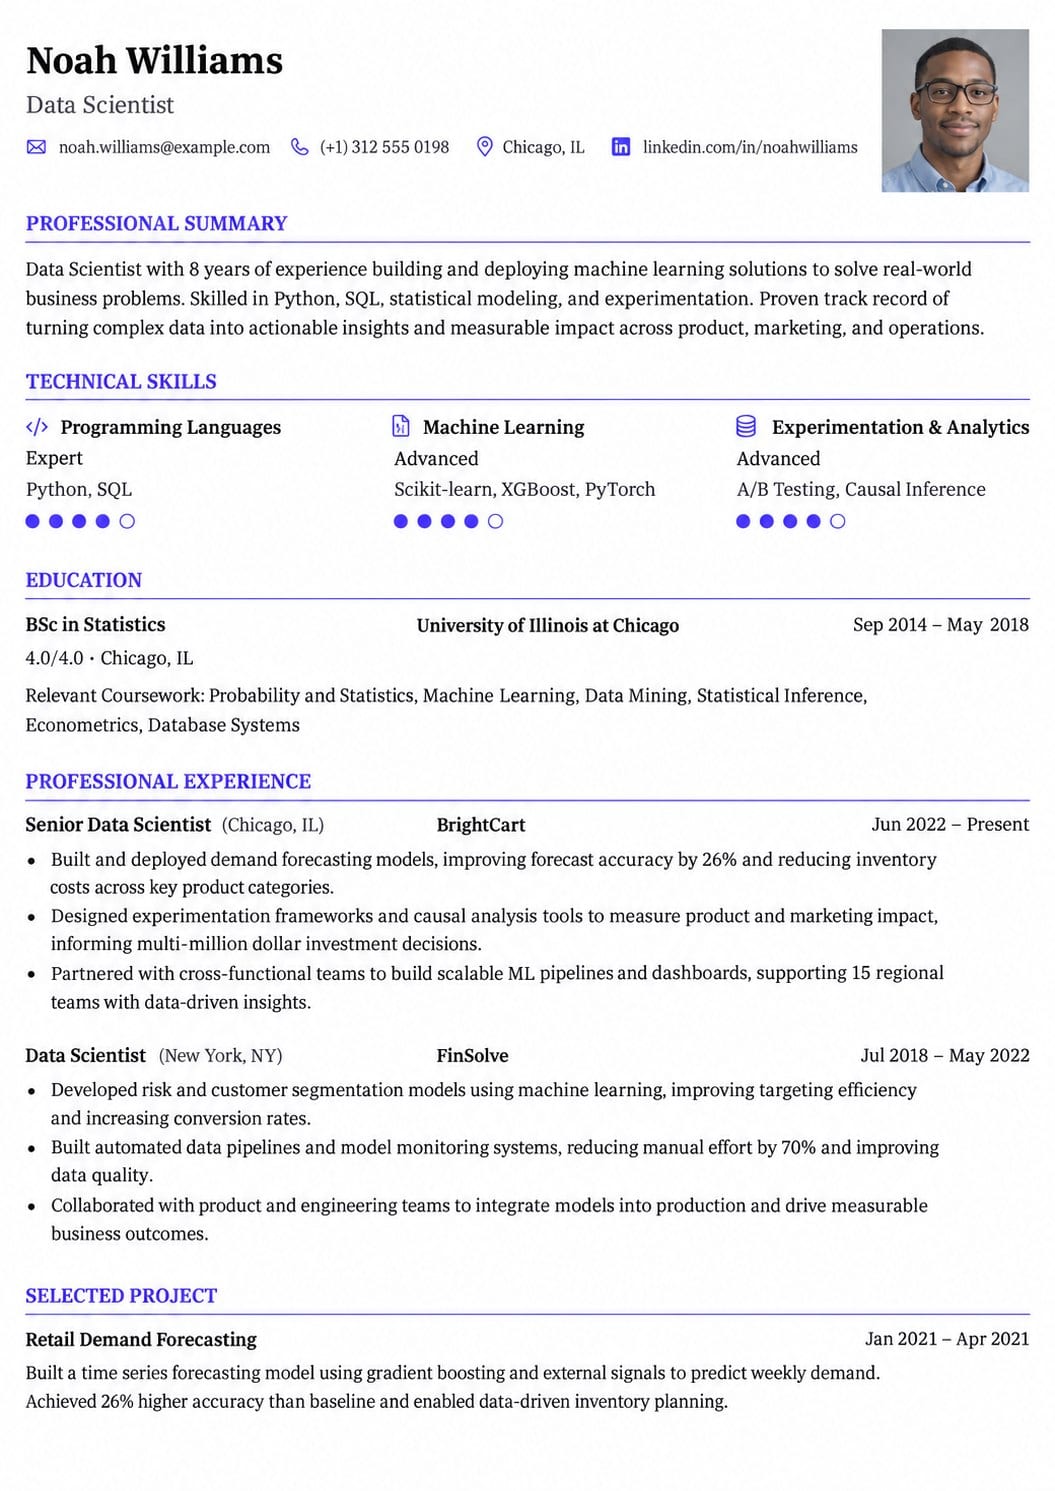 Noah Williams
Data Scientist
noah.williams@example.com (+1) 312 555 0198 Chicago, IL in linkedin.com/in/noahwilliams
PROFESSIONAL SUMMARY
Data Scientist with 8 years of experience building and deploying machine learning solutions to solve real-world
business problems. Skilled in Python, SQL, statistical modeling, and experimentation. Proven track record of
turning complex data into actionable insights and measurable impact across product, marketing, and operations.
TECHNICAL SKILLS
</> Programming Languages Machine Learning Experimentation & Analytics
Expert Advanced Advanced
Python, SQL Scikit-learn, XGBoost, PyTorch A/B Testing, Causal Inference
EDUCATION
BSc in Statistics University of Illinois at Chicago Sep 2014 – May 2018
4.0/4.0 · Chicago, IL
Relevant Coursework: Probability and Statistics, Machine Learning, Data Mining, Statistical Inference,
Econometrics, Database Systems
PROFESSIONAL EXPERIENCE
Senior Data Scientist (Chicago, IL) BrightCart Jun 2022 – Present
• Built and deployed demand forecasting models, improving forecast accuracy by 26% and reducing inventory
costs across key product categories.
• Designed experimentation frameworks and causal analysis tools to measure product and marketing impact,
informing multi-million dollar investment decisions.
• Partnered with cross-functional teams to build scalable ML pipelines and dashboards, supporting 15 regional
teams with data-driven insights.
Data Scientist (New York, NY) FinSolve Jul 2018 – May 2022
• Developed risk and customer segmentation models using machine learning, improving targeting efficiency
and increasing conversion rates.
• Built automated data pipelines and model monitoring systems, reducing manual effort by 70% and improving
data quality.
• Collaborated with product and engineering teams to integrate models into production and drive measurable
business outcomes.
SELECTED PROJECT
Retail Demand Forecasting Jan 2021 – Apr 2021
Built a time series forecasting model using gradient boosting and external signals to predict weekly demand.
Achieved 26% higher accuracy than baseline and enabled data-driven inventory planning.